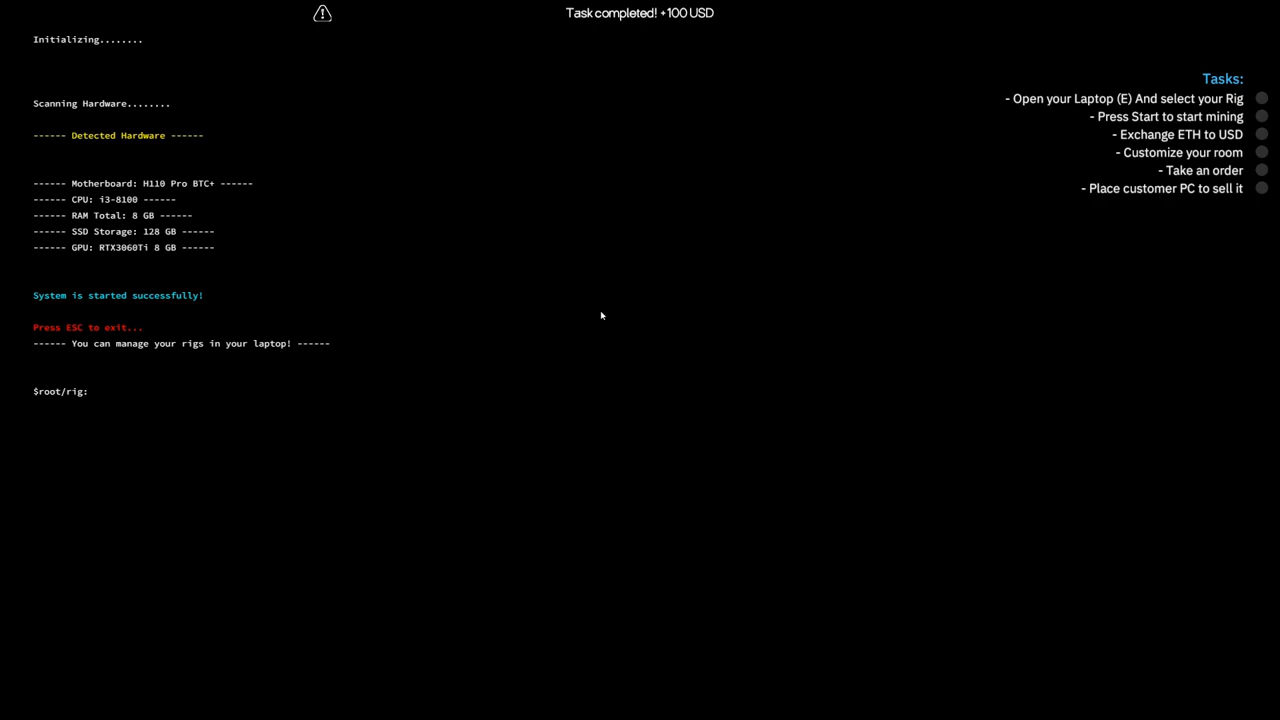 Task completed! +100 USD
Initializing........
Scanning Hardware........
------ Detected Hardware ------
------ Motherboard: H110 Pro BTC+ ------
------ CPU: i3-8100 ------
------ RAM Total: 8 GB ------
------ SSD Storage: 128 GB ------
------ GPU: RTX3060Ti 8 GB ------
System is started successfully!
Press ESC to exit...
------ You can manage your rigs in your laptop! ------
$root/rig:
Tasks:
- Open your Laptop (E) And select your Rig
- Press Start to start mining
- Exchange ETH to USD
- Customize your room
- Take an order
- Place customer PC to sell it